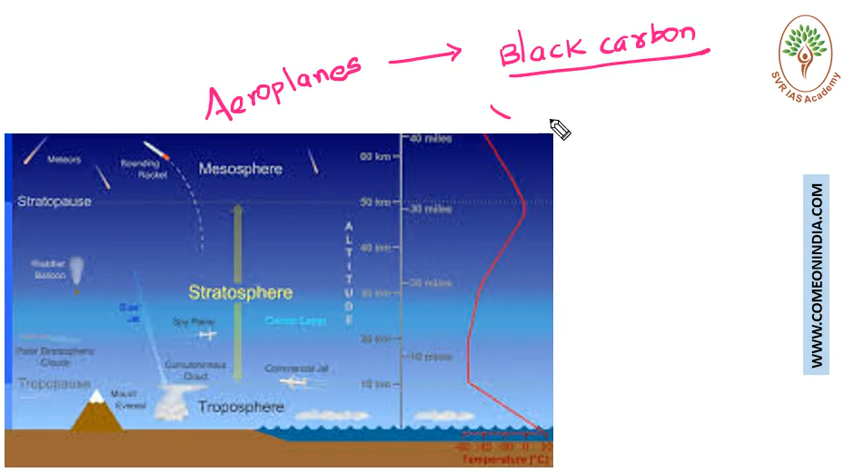 Aeroplanes → Black carbon
SVR IAS Academy
WWW.COMEONINDIA.COM
40 miles
Meteors
Sounding
Rocket
Mesosphere
60 km
Stratopause
50 km
30 miles
ALTITUDE
40 km
Weather
Balloon
Stratosphere
30 km
Spy Plane
Ozone Layer
20 km
Polar Stratospheric
Clouds
Cumulonimbus
Cloud
Commercial Jet
10 miles
Tropopause
10 km
Mount
Everest
Troposphere
Temperature (°C)